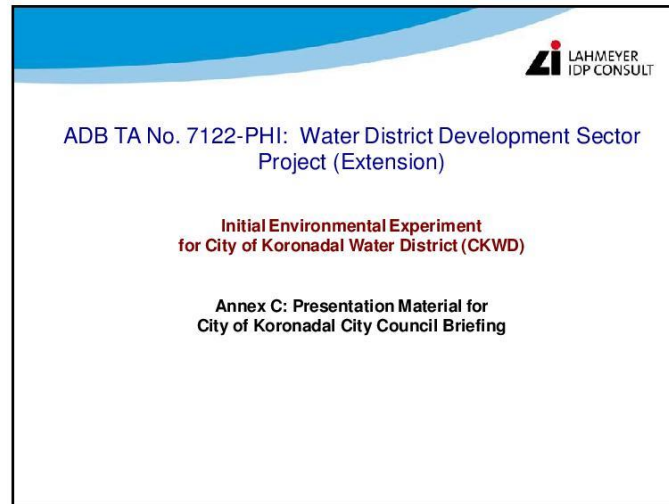 LAHMEYER
IDP CONSULT
ADB TA No. 7122-PHI: Water District Development Sector
Project (Extension)
Initial Environmental Experiment
for City of Koronadal Water District (CKWD)
Annex C: Presentation Material for
City of Koronadal City Council Briefing